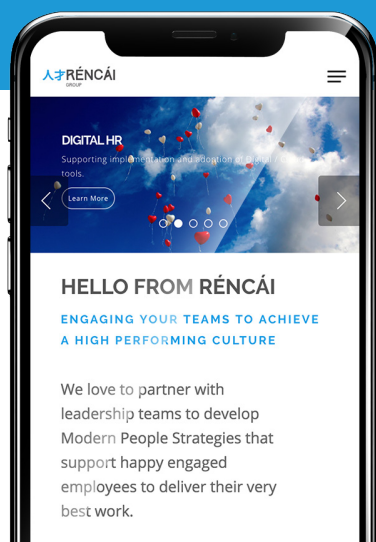 人才RÉNCÁI
GROUP
DIGITAL HR
Supporting implementation and adoption of Digital
tools.
Learn More
HELLO FROM RÉNCÁI
ENGAGING YOUR TEAMS TO ACHIEVE
A HIGH PERFORMING CULTURE
We love to partner with
leadership teams to develop
Modern People Strategies that
support happy engaged
employees to deliver their very
best work.